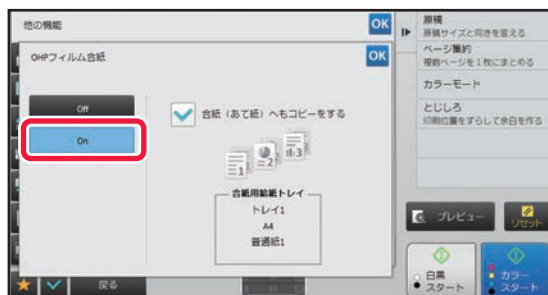 他の機能
OK
OHPフィルム合紙
OK
Off
On
合紙（あて紙）へもコピーをする
1
2
3
合紙用給紙トレイ
トレイ1
A4
普通紙1
戻る
原稿
原稿サイズと向きを変える
ページ集約
複数ページを1枚にまとめる
カラーモード
とじしろ
印刷位置をずらして余白を作る
プレビュー
リセット
白黒
スタート
カラー
スタート